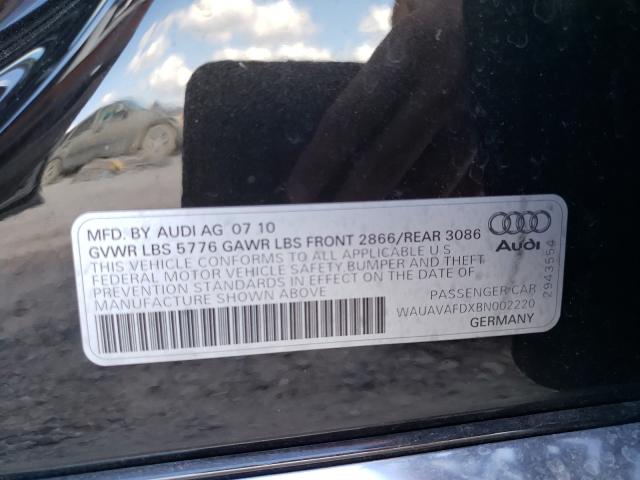 MFD. BY AUDI AG 07 10
GVWR LBS 5776 GAWR LBS FRONT 2866/REAR 3086
THIS VEHICLE CONFORMS TO ALL APPLICABLE U.S
FEDERAL MOTOR VEHICLE SAFETY BUMPER AND THEFT
PREVENTION STANDARDS IN EFFECT ON THE DATE OF
MANUFACTURE SHOWN ABOVE
Audi
2943554
PASSENGER CAR
WAUAVAFDXBN002220
GERMANY